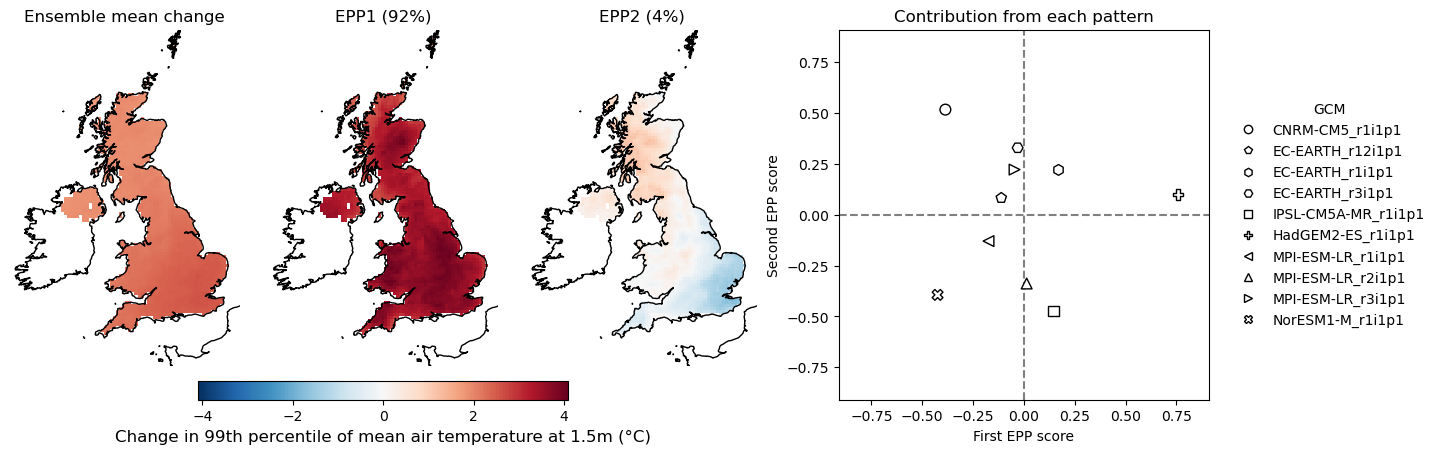 Ensemble mean change
EPP1 (92%)
EPP2 (4%)
Contribution from each pattern
−4
−2
0
2
4
Change in 99th percentile of mean air temperature at 1.5m (°C)
Second EPP score
0.75
0.50
0.25
0.00
−0.25
−0.50
−0.75
−0.75
−0.50
−0.25
0.00
0.25
0.50
0.75
First EPP score
GCM
CNRM-CM5_r1i1p1
EC-EARTH_r12i1p1
EC-EARTH_r1i1p1
EC-EARTH_r3i1p1
IPSL-CM5A-MR_r1i1p1
HadGEM2-ES_r1i1p1
MPI-ESM-LR_r1i1p1
MPI-ESM-LR_r2i1p1
MPI-ESM-LR_r3i1p1
NorESM1-M_r1i1p1